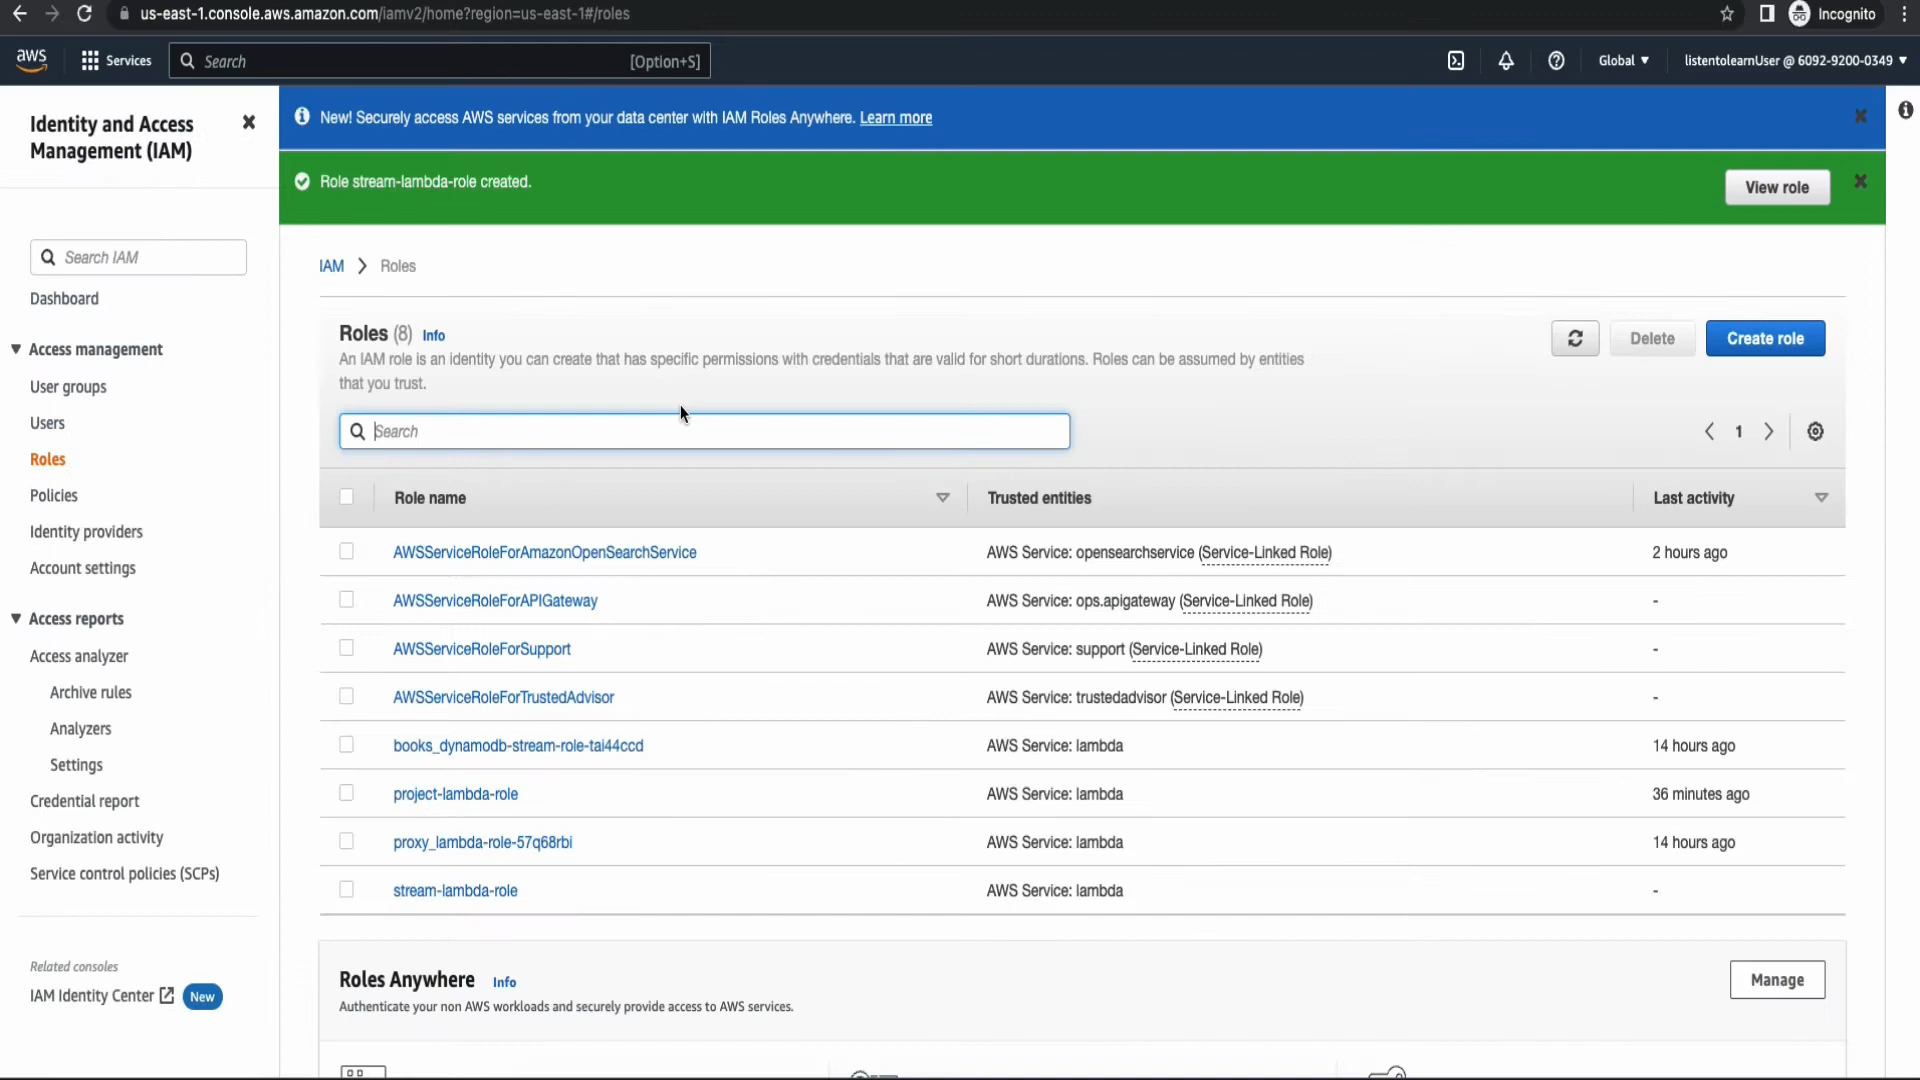 us-east-1.console.aws.amazon.com/iamv2/home?region=us-east-1#/roles
Incognito
aws
Services
Search
[Option+S]
Global
listentolearnUser @ 6092-9200-0349
Identity and Access
Management (IAM)
Search IAM
Dashboard
Access management
User groups
Users
Roles
Policies
Identity providers
Account settings
Access reports
Access analyzer
Archive rules
Analyzers
Settings
Credential report
Organization activity
Service control policies (SCPs)
Related consoles
IAM Identity Center New
New! Securely access AWS services from your data center with IAM Roles Anywhere. Learn more
Role stream-lambda-role created.
View role
IAM > Roles
Roles (8) Info
An IAM role is an identity you can create that has specific permissions with credentials that are valid for short durations. Roles can be assumed by entities
that you trust.
Delete
Create role
Search
1
Role name Trusted entities Last activity
AWSServiceRoleForAmazonOpenSearchService AWS Service: opensearchservice (Service-Linked Role) 2 hours ago
AWSServiceRoleForAPIGateway AWS Service: ops.apigateway (Service-Linked Role) -
AWSServiceRoleForSupport AWS Service: support (Service-Linked Role) -
AWSServiceRoleForTrustedAdvisor AWS Service: trustedadvisor (Service-Linked Role) -
books_dynamodb-stream-role-tai44ccd AWS Service: lambda 14 hours ago
project-lambda-role AWS Service: lambda 36 minutes ago
proxy_lambda-role-57q68rbi AWS Service: lambda 14 hours ago
stream-lambda-role AWS Service: lambda -
Roles Anywhere Info
Authenticate your non AWS workloads and securely provide access to AWS services.
Manage